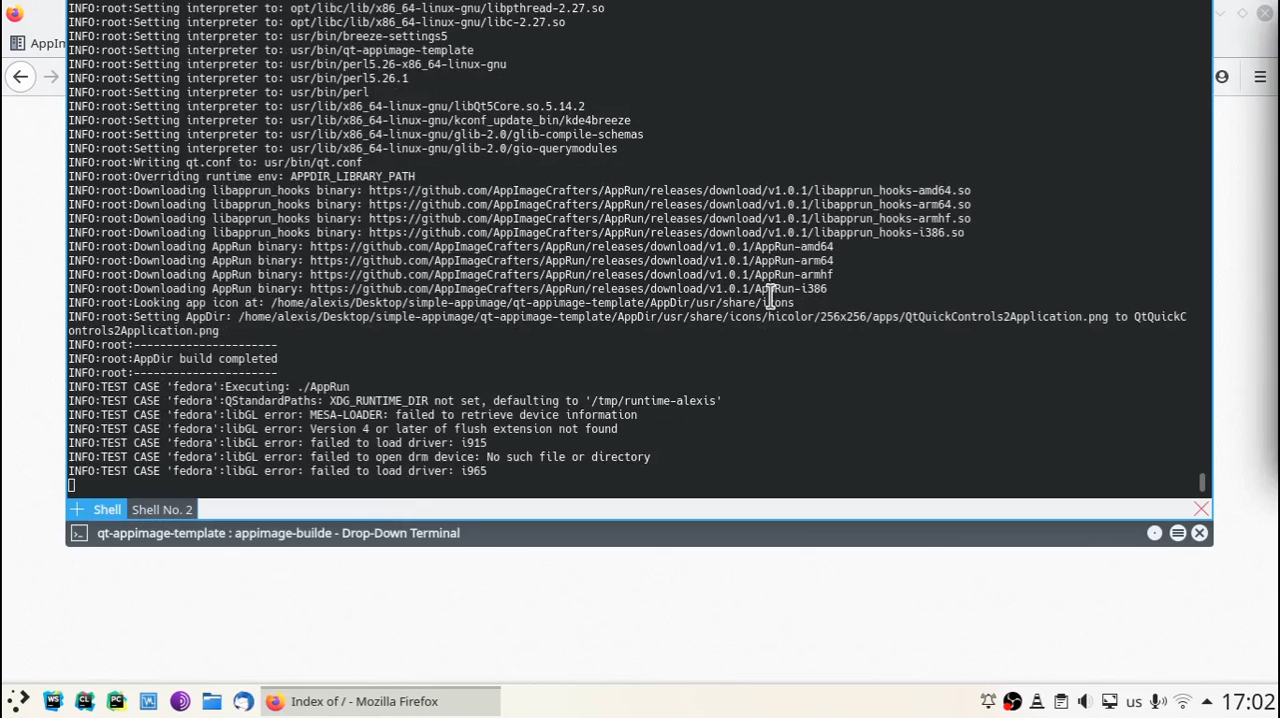 INFO:root:Setting interpreter to: opt/libc/lib/x86_64-linux-gnu/libpthread-2.27.so
INFO:root:Setting interpreter to: opt/libc/lib/x86_64-linux-gnu/libc-2.27.so
INFO:root:Setting interpreter to: usr/bin/breeze-settings5
AppIm
INFO:root:Setting interpreter to: usr/bin/qt-appimage-template
INFO:root:Setting interpreter to: usr/bin/perl5.26-x86_64-linux-gnu
INFO:root:Setting interpreter to: usr/bin/perl5.26.1
INFO:root:Setting interpreter to: usr/bin/perl
INFO:root:Setting interpreter to: usr/lib/x86_64-linux-gnu/libQt5Core.so.5.14.2
INFO:root:Setting interpreter to: usr/lib/x86_64-linux-gnu/kconf_update_bin/kde4breeze
INFO:root:Setting interpreter to: usr/lib/x86_64-linux-gnu/glib-2.0/glib-compile-schemas
INFO:root:Setting interpreter to: usr/lib/x86_64-linux-gnu/glib-2.0/gio-querymodules
INFO:root:Writing qt.conf to: usr/bin/qt.conf
INFO:root:Overriding runtime env: APPDIR_LIBRARY_PATH
INFO:root:Downloading libapprun_hooks binary: https://github.com/AppImageCrafters/AppRun/releases/download/v1.0.1/libapprun_hooks-amd64.so
INFO:root:Downloading libapprun_hooks binary: https://github.com/AppImageCrafters/AppRun/releases/download/v1.0.1/libapprun_hooks-arm64.so
INFO:root:Downloading libapprun_hooks binary: https://github.com/AppImageCrafters/AppRun/releases/download/v1.0.1/libapprun_hooks-armhf.so
INFO:root:Downloading libapprun_hooks binary: https://github.com/AppImageCrafters/AppRun/releases/download/v1.0.1/libapprun_hooks-i386.so
INFO:root:Downloading AppRun binary: https://github.com/AppImageCrafters/AppRun/releases/download/v1.0.1/AppRun-amd64
INFO:root:Downloading AppRun binary: https://github.com/AppImageCrafters/AppRun/releases/download/v1.0.1/AppRun-arm64
INFO:root:Downloading AppRun binary: https://github.com/AppImageCrafters/AppRun/releases/download/v1.0.1/AppRun-armhf
INFO:root:Downloading AppRun binary: https://github.com/AppImageCrafters/AppRun/releases/download/v1.0.1/AppRun-i386
INFO:root:Looking app icon at: /home/alexis/Desktop/simple-appimage/qt-appimage-template/AppDir/usr/share/icons
INFO:root:Setting AppDir: /home/alexis/Desktop/simple-appimage/qt-appimage-template/AppDir/usr/share/icons/hicolor/256x256/apps/QtQuickControls2Application.png to QtQuickC
ontrols2Application.png
INFO:root:----------------------
INFO:root:AppDir build completed
INFO:root:----------------------
INFO:TEST CASE 'fedora':Executing: ./AppRun
INFO:TEST CASE 'fedora':QStandardPaths: XDG_RUNTIME_DIR not set, defaulting to '/tmp/runtime-alexis'
INFO:TEST CASE 'fedora':libGL error: MESA-LOADER: failed to retrieve device information
INFO:TEST CASE 'fedora':libGL error: Version 4 or later of flush extension not found
INFO:TEST CASE 'fedora':libGL error: failed to load driver: i915
INFO:TEST CASE 'fedora':libGL error: failed to open drm device: No such file or directory
INFO:TEST CASE 'fedora':libGL error: failed to load driver: i965
Shell Shell No. 2
qt-appimage-template : appimage-builde - Drop-Down Terminal
WS CL PC Index of / - Mozilla Firefox us 17:02